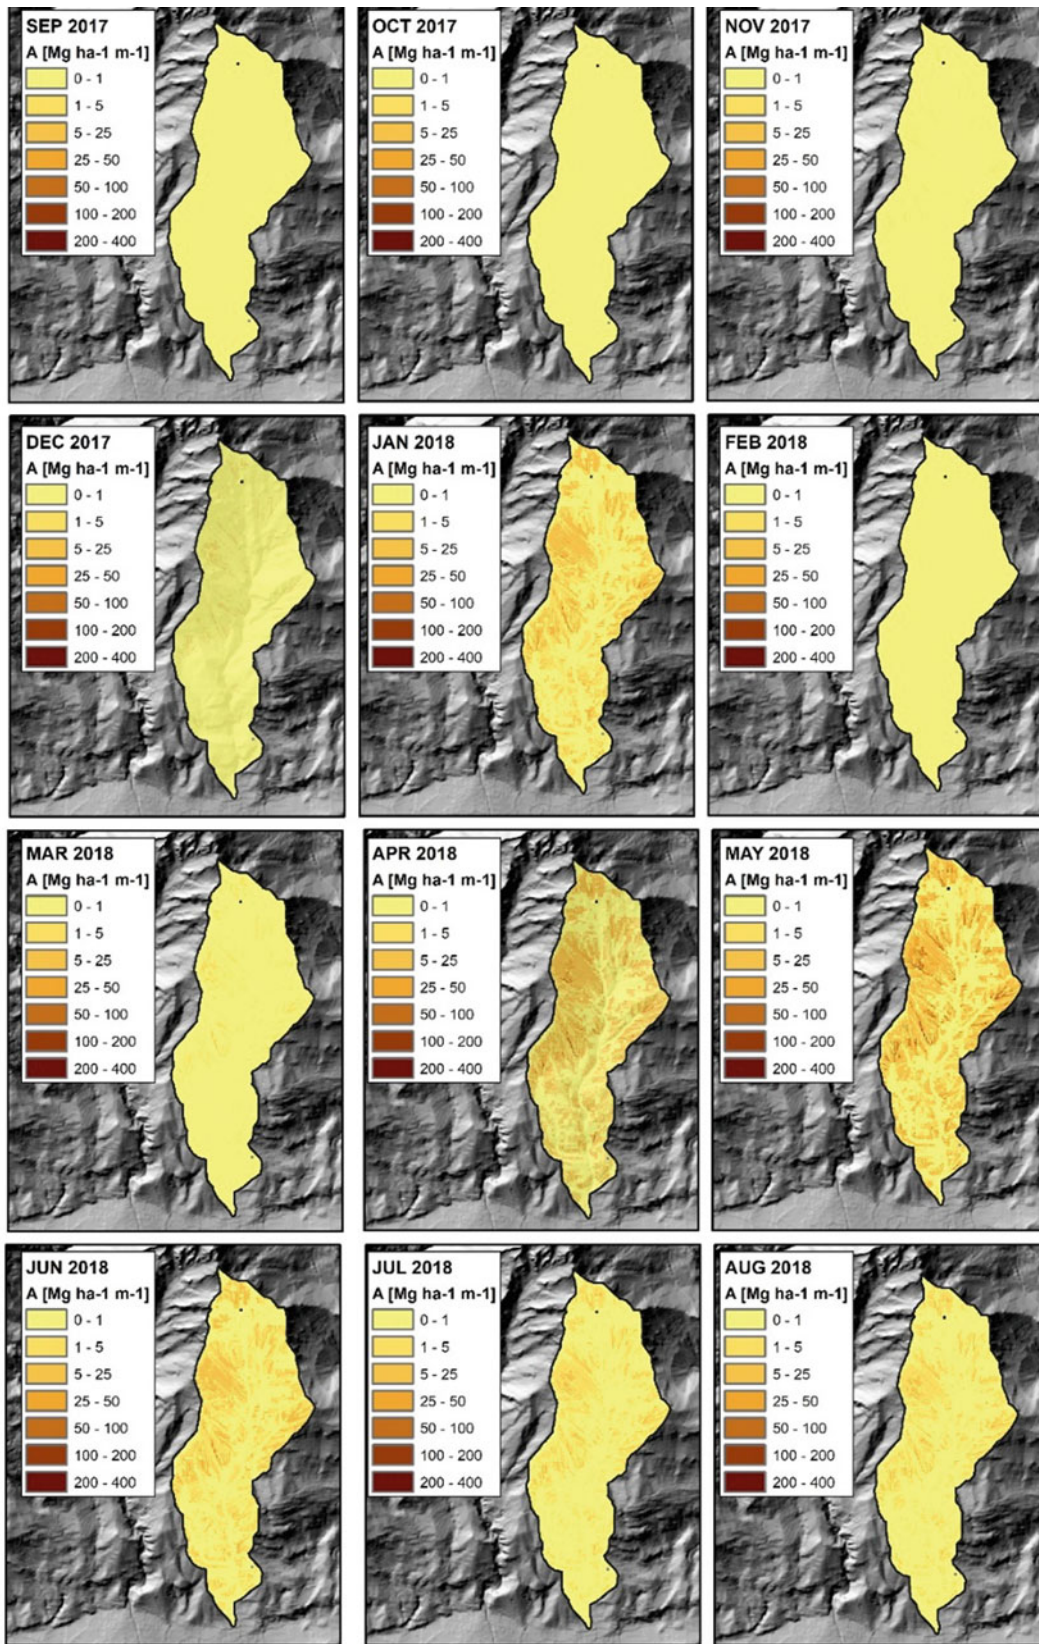 SEP 2017
A [Mg ha-1 m-1]
0 - 1
1 - 5
5 - 25
25 - 50
50 - 100
100 - 200
200 - 400
OCT 2017
A [Mg ha-1 m-1]
0 - 1
1 - 5
5 - 25
25 - 50
50 - 100
100 - 200
200 - 400
NOV 2017
A [Mg ha-1 m-1]
0 - 1
1 - 5
5 - 25
25 - 50
50 - 100
100 - 200
200 - 400
DEC 2017
A [Mg ha-1 m-1]
0 - 1
1 - 5
5 - 25
25 - 50
50 - 100
100 - 200
200 - 400
JAN 2018
A [Mg ha-1 m-1]
0 - 1
1 - 5
5 - 25
25 - 50
50 - 100
100 - 200
200 - 400
FEB 2018
A [Mg ha-1 m-1]
0 - 1
1 - 5
5 - 25
25 - 50
50 - 100
100 - 200
200 - 400
MAR 2018
A [Mg ha-1 m-1]
0 - 1
1 - 5
5 - 25
25 - 50
50 - 100
100 - 200
200 - 400
APR 2018
A [Mg ha-1 m-1]
0 - 1
1 - 5
5 - 25
25 - 50
50 - 100
100 - 200
200 - 400
MAY 2018
A [Mg ha-1 m-1]
0 - 1
1 - 5
5 - 25
25 - 50
50 - 100
100 - 200
200 - 400
JUN 2018
A [Mg ha-1 m-1]
0 - 1
1 - 5
5 - 25
25 - 50
50 - 100
100 - 200
200 - 400
JUL 2018
A [Mg ha-1 m-1]
0 - 1
1 - 5
5 - 25
25 - 50
50 - 100
100 - 200
200 - 400
AUG 2018
A [Mg ha-1 m-1]
0 - 1
1 - 5
5 - 25
25 - 50
50 - 100
100 - 200
200 - 400